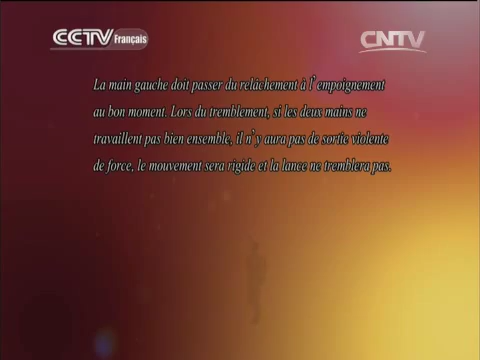 CCTV Français
CNTV
La main gauche doit passer du relâchement à l’empoignement
au bon moment. Lors du tremblement, si les deux mains ne
travaillent pas bien ensemble, il n’y aura pas de sortie violente
de force, le mouvement sera rigide et la lance ne tremblera pas.